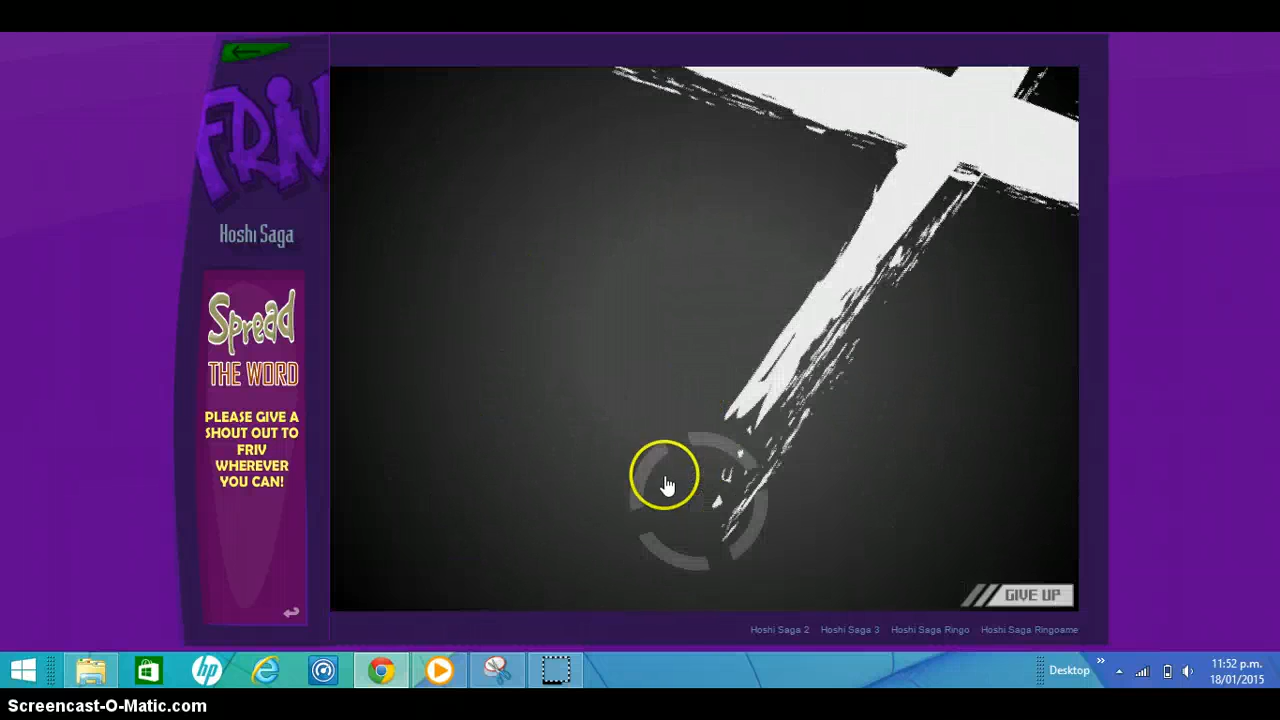 FRIV
Hoshi Saga
Spread
THE WORD
PLEASE GIVE A
SHOUT OUT TO
FRIV
WHEREVER
YOU CAN!
GIVE UP
Hoshi Saga 2 Hoshi Saga 3 Hoshi Saga Ringo Hoshi Saga Ringoame
hp
Desktop
11:52 p.m.
18/01/2015
Screencast-O-Matic.com